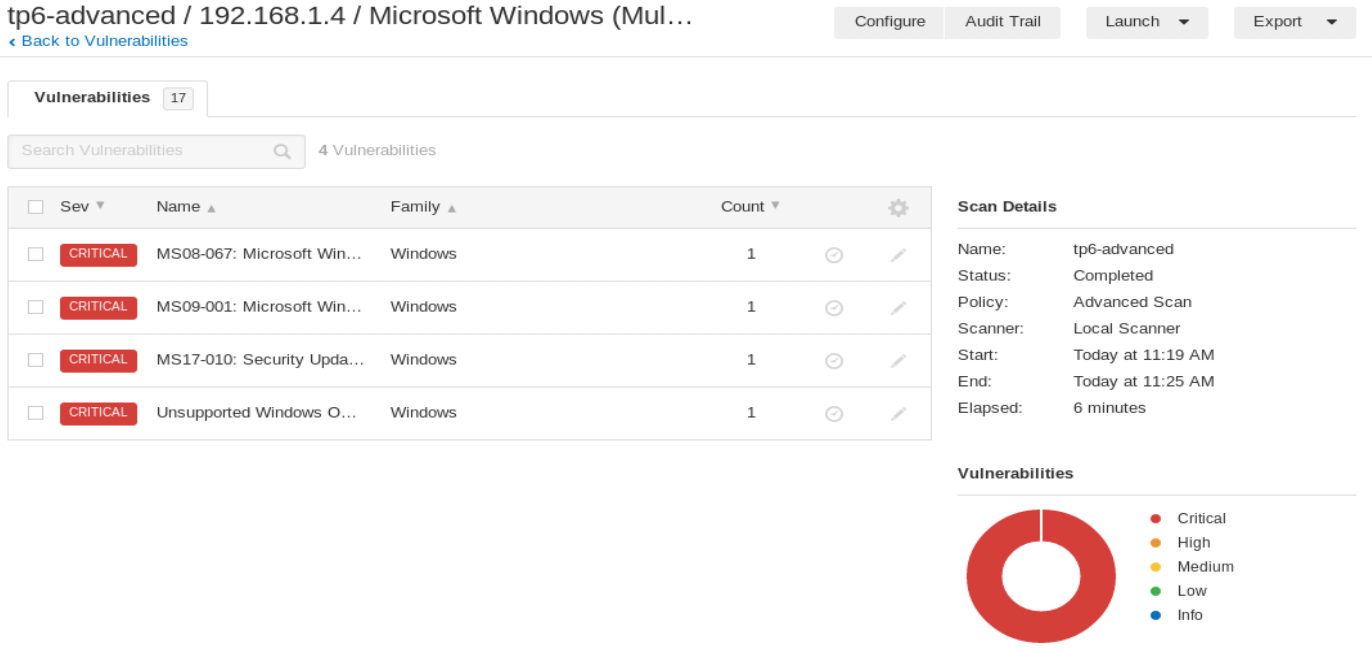 tp6-advanced / 192.168.1.4 / Microsoft Windows (Mul...
Configure Audit Trail Launch Export
‹ Back to Vulnerabilities
Vulnerabilities 17
Search Vulnerabilities 4 Vulnerabilities
Sev Name Family Count
CRITICAL MS08-067: Microsoft Win... Windows 1
CRITICAL MS09-001: Microsoft Win... Windows 1
CRITICAL MS17-010: Security Upda... Windows 1
CRITICAL Unsupported Windows O... Windows 1
Scan Details
Name: tp6-advanced
Status: Completed
Policy: Advanced Scan
Scanner: Local Scanner
Start: Today at 11:19 AM
End: Today at 11:25 AM
Elapsed: 6 minutes
Vulnerabilities
Critical
High
Medium
Low
Info